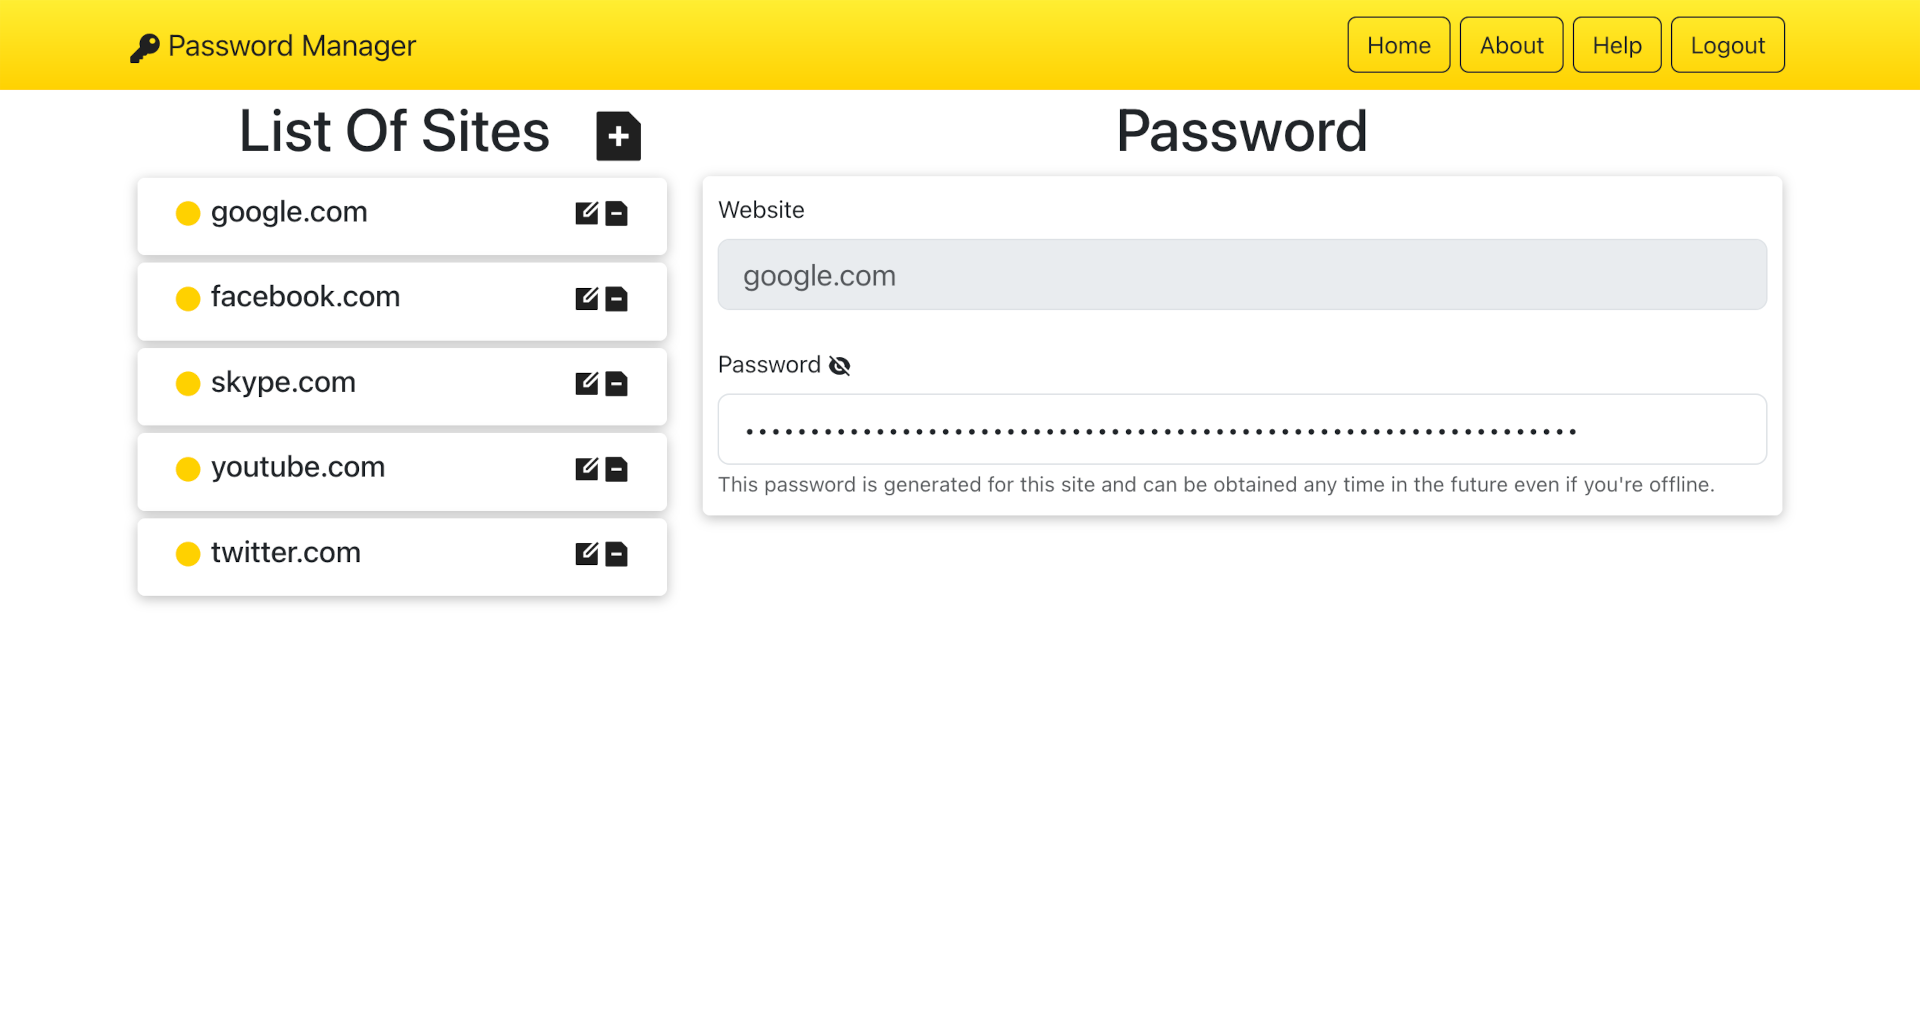 Password Manager
Home
About
Help
Logout
List Of Sites
google.com
facebook.com
skype.com
youtube.com
twitter.com
Password
Website
google.com
Password
This password is generated for this site and can be obtained any time in the future even if you're offline.